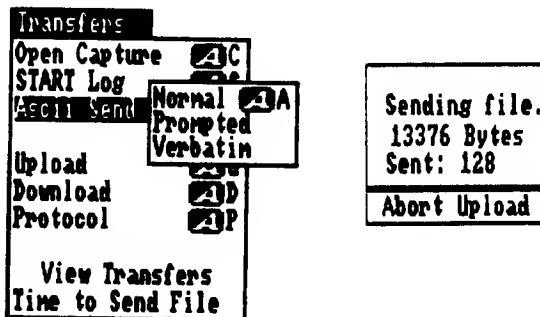 Transfers
Open Capture A C
START Log
Ascii Send
Normal A A
Prompted
Verbatim
Upload
Download A D
Protocol A P
View Transfers
Time to Send File
Sending file.
13376 Bytes
Sent: 128
Abort Upload